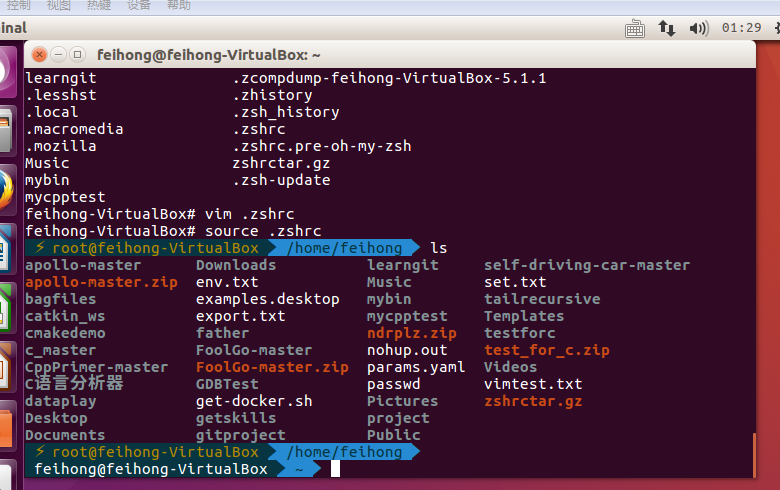 控制 视图 热键 设备 帮助
inal 01:29
feihong@feihong-VirtualBox: ~
learngit .zcompdump-feihong-VirtualBox-5.1.1
.lesshst .zhistory
.local .zsh_history
.macromedia .zshrc
.mozilla .zshrc.pre-oh-my-zsh
Music zshrctar.gz
mybin .zsh-update
mycpptest
feihong-VirtualBox# vim .zshrc
feihong-VirtualBox# source .zshrc
⚡ root@feihong-VirtualBox /home/feihong ls
apollo-master Downloads learngit self-driving-car-master
apollo-master.zip env.txt Music set.txt
bagfiles examples.desktop mybin tailrecursive
catkin_ws export.txt mycpptest Templates
cmakedemo father ndrplz.zip testforc
c_master FoolGo-master nohup.out test_for_c.zip
CppPrimer-master FoolGo-master.zip params.yaml Videos
C语言分析器 GDBTest passwd vimtest.txt
dataplay get-docker.sh Pictures zshrctar.gz
Desktop getskills project
Documents gitproject Public
⚡ root@feihong-VirtualBox /home/feihong
feihong@feihong-VirtualBox ~